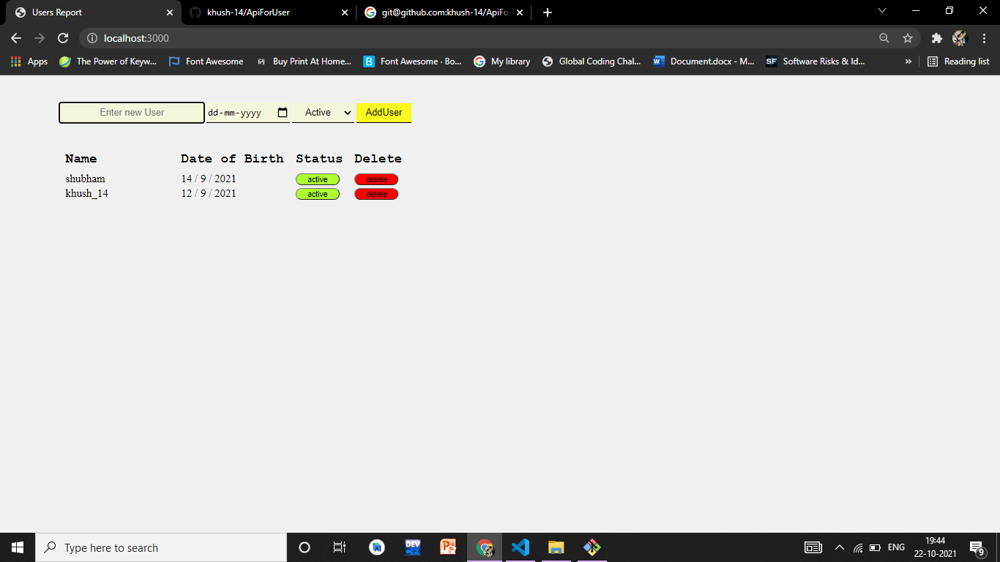 Users Report
khush-14/ApiForUser
git@github.com:khush-14/ApiFor
localhost:3000
Apps
The Power of Keyw...
Font Awesome
Buy Print At Home...
Font Awesome · Bo...
My library
Global Coding Chal...
Document.docx - M...
Software Risks & Id...
»
Reading list
Enter new User
dd-mm-yyyy
Active
AddUser
Name Date of Birth Status Delete
shubham 14 / 9 / 2021 active delete
khush_14 12 / 9 / 2021 active delete
Type here to search
DEV
ENG
19:44
22-10-2021
9